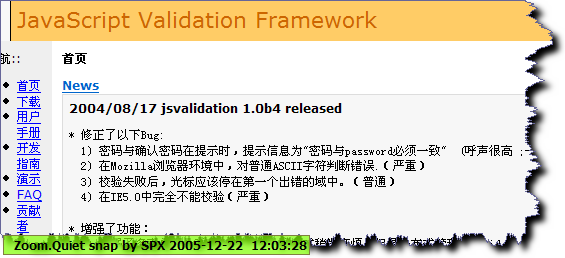 JavaScript Validation Framework
航::
首页
首页
下载
用户
手册
开发
指南
演示
FAQ
贡献
者
News
2004/08/17 jsvalidation 1.0b4 released
* 修正了以下Bug:
1) 密码与确认密码在提示时，提示信息为"密码与password必须一致" （呼声很高
2) 在Mozilla浏览器环境中，对普通ASCII字符判断错误.（严重）
3) 校验失败后，光标应该停在第一个出错的域中。（普通）
4) 在IE5.0中完全不能校验（严重）
* 增强了功能：
Zoom.Quiet snap by SPX 2005-12-22 12:03:28